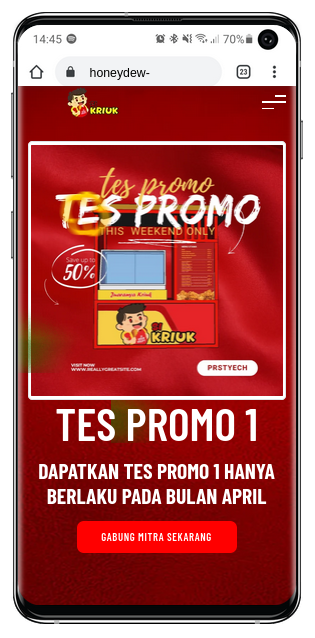 14:45
70%
honeydew-
23
KRIUK
tes promo
TES PROMO
THIS WEEKEND ONLY
Save up to
50%
Juaranya Kriuk
KRIUK
VISIT NOW
WWW.REALLYGREATSITE.COM
PRSTYECH
TES PROMO 1
DAPATKAN TES PROMO 1 HANYA
BERLAKU PADA BULAN APRIL
GABUNG MITRA SEKARANG